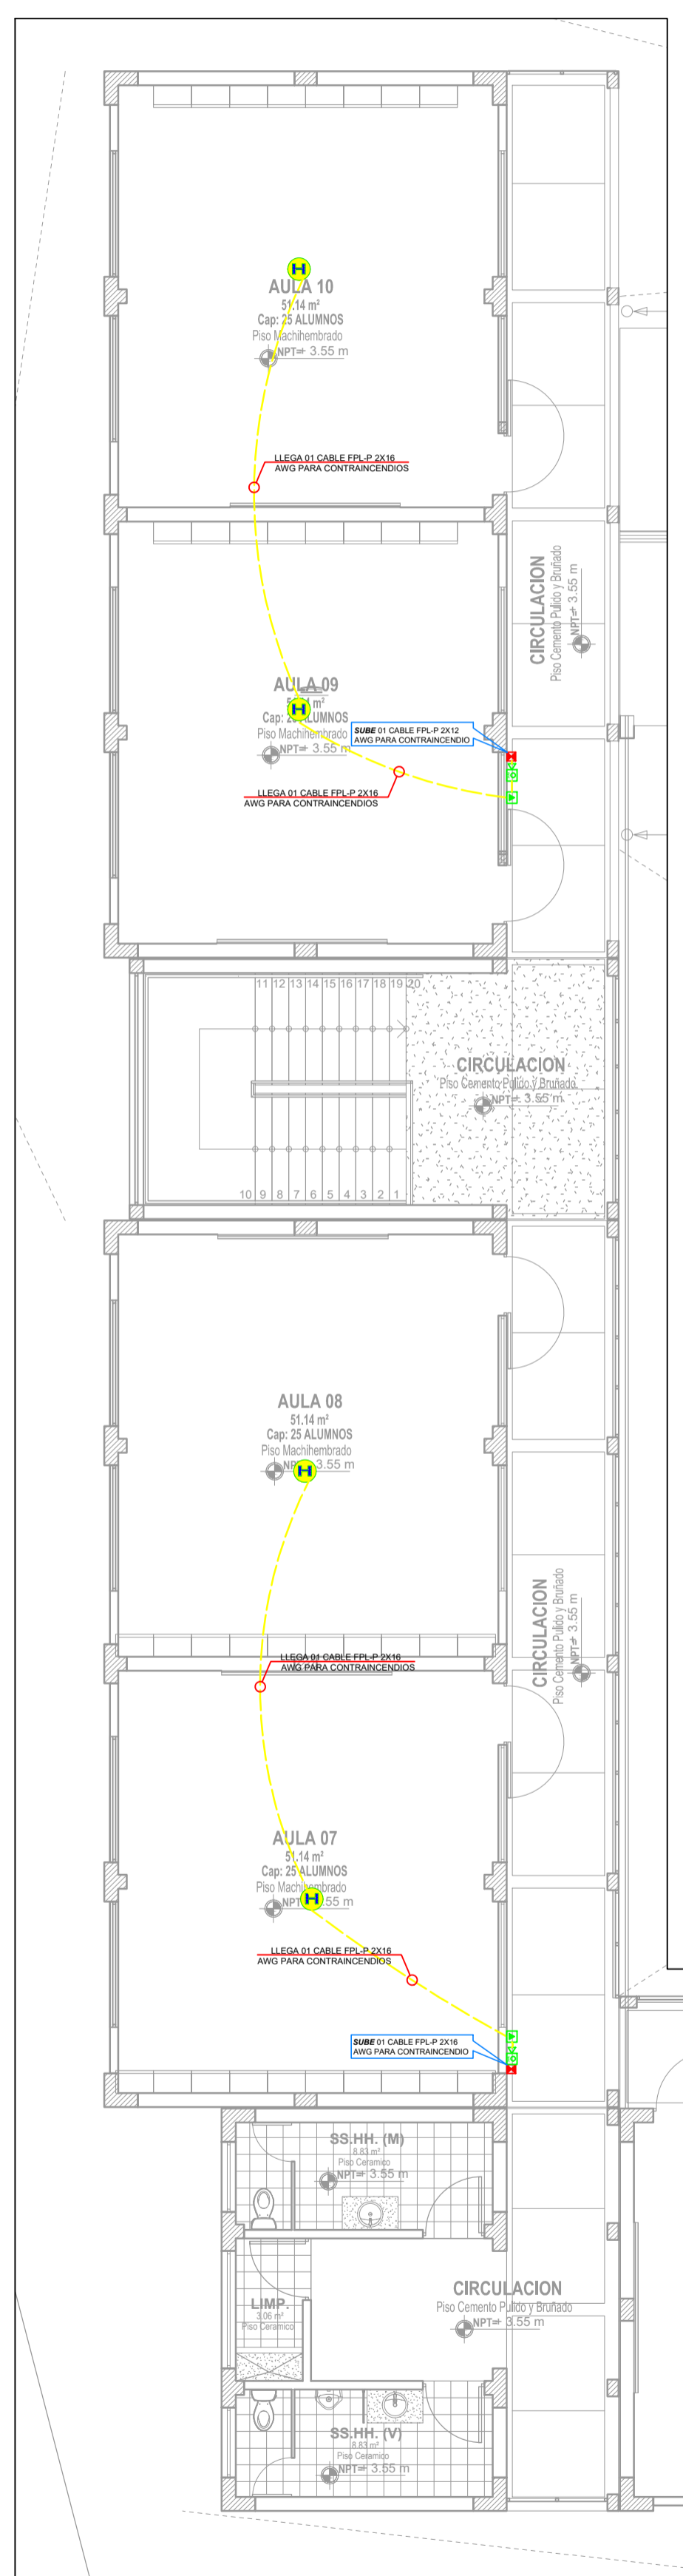 AULA 10
51.14 m²
Cap: 25 ALUMNOS
Piso Machihembrado
NPT=+ 3.55 m
LLEGA 01 CABLE FPL-P 2X16
AWG PARA CONTRAINCENDIOS
CIRCULACION
Piso Cemento Pulido y Bruñado
NPT=+ 3.55 m
AULA 09
Cap: ALUMNOS
Piso Machihembrado
NPT=+ 3.55 m
SUBE 01 CABLE FPL-P 2X12
AWG PARA CONTRAINCENDIO
LLEGA 01 CABLE FPL-P 2X16
AWG PARA CONTRAINCENDIOS
11 12 13 14 15 16 17 18 19 20
CIRCULACION
Piso Cemento Pulido y Bruñado
NPT=+ 3.55 m
10 9 8 7 6 5 4 3 2 1
AULA 08
51.14 m²
Cap: 25 ALUMNOS
Piso Machihembrado
3.55 m
CIRCULACION
Piso Cemento Pulido y Bruñado
NPT=+ 3.55 m
LLEGA 01 CABLE FPL-P 2X16
AWG PARA CONTRAINCENDIOS
AULA 07
51.14 m²
Cap: 25 ALUMNOS
Piso Machihembrado
NPT .55 m
LLEGA 01 CABLE FPL-P 2X16
AWG PARA CONTRAINCENDIOS
SUBE 01 CABLE FPL-P 2X16
AWG PARA CONTRAINCENDIO
SS.HH. (M)
8.83 m²
Piso Ceramico
NPT=+ 3.55 m
LIMP.
3.06 m²
Piso Ceramico
CIRCULACION
Piso Cemento Pulido y Bruñado
NPT=+ 3.55 m
SS.HH. (V)
8.83 m²
Piso Ceramico
NPT=+ 3.55 m